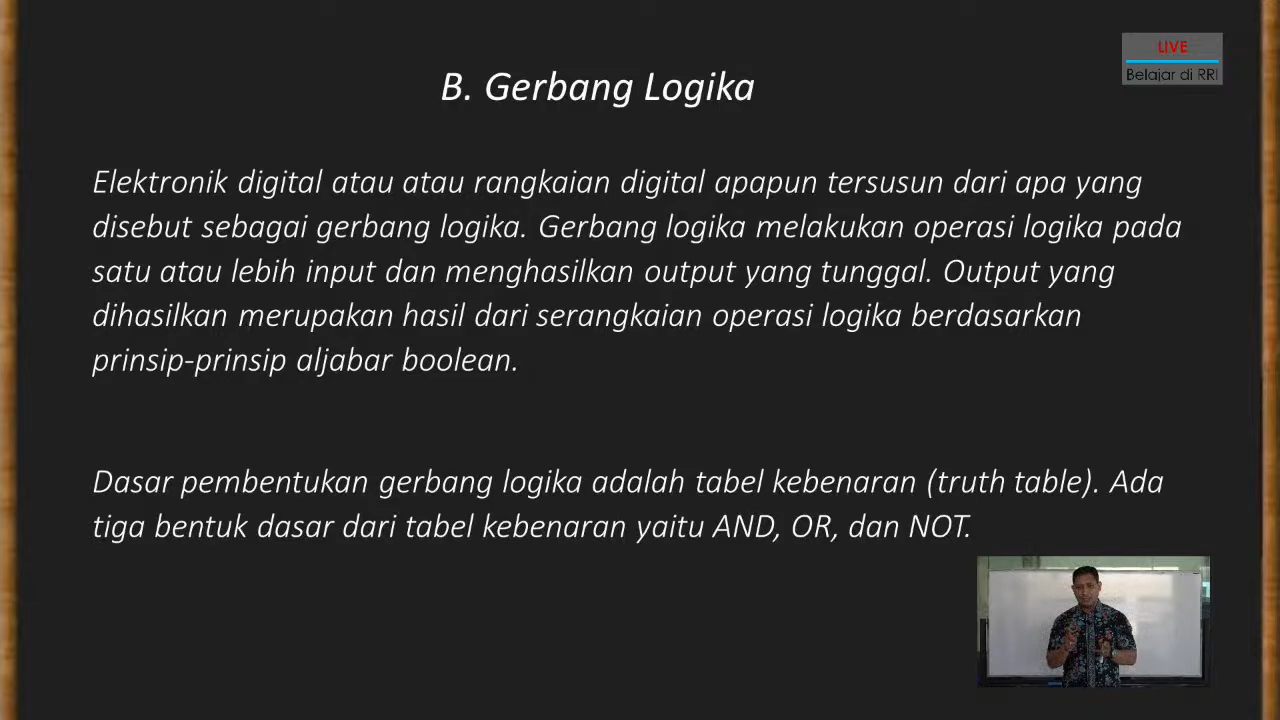 LIVE
Belajar di RRI
B. Gerbang Logika
Elektronik digital atau atau rangkaian digital apapun tersusun dari apa yang
disebut sebagai gerbang logika. Gerbang logika melakukan operasi logika pada
satu atau lebih input dan menghasilkan output yang tunggal. Output yang
dihasilkan merupakan hasil dari serangkaian operasi logika berdasarkan
prinsip-prinsip aljabar boolean.
Dasar pembentukan gerbang logika adalah tabel kebenaran (truth table). Ada
tiga bentuk dasar dari tabel kebenaran yaitu AND, OR, dan NOT.